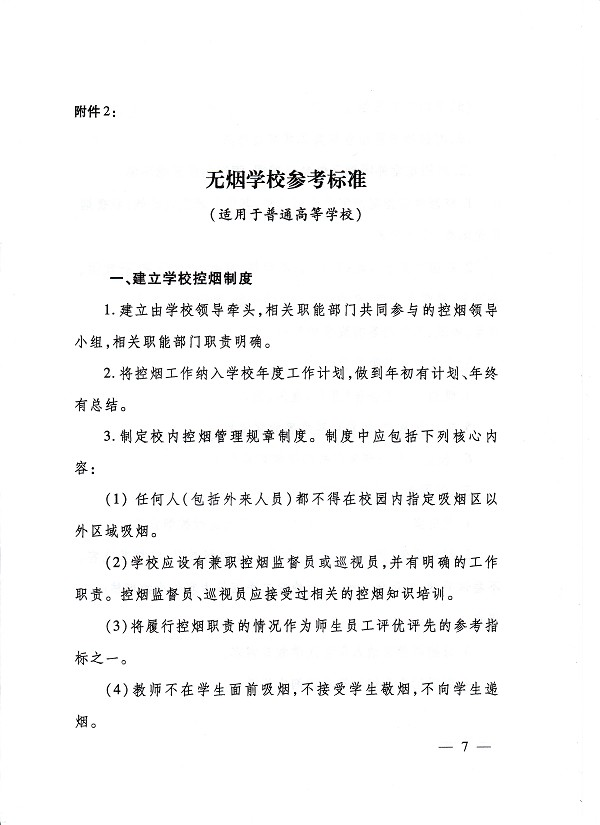 附件2：
无烟学校参考标准
（适用于普通高等学校）
一、建立学校控烟制度
1.建立由学校领导牵头，相关职能部门共同参与的控烟领导
小组，相关职能部门职责明确。
2.将控烟工作纳入学校年度工作计划，做到年初有计划、年终
有总结。
3.制定校内控烟管理规章制度。制度中应包括下列核心内
容：
（1）任何人（包括外来人员）都不得在校园内指定吸烟区以
外区域吸烟。
（2）学校应设有兼职控烟监督员或巡视员，并有明确的工作
职责。控烟监督员、巡视员应接受过相关的控烟知识培训。
（3）将履行控烟职责的情况作为师生员工评优评先的参考指
标之一。
（4）教师不在学生面前吸烟，不接受学生敬烟，不向学生递
烟。
— 7 —